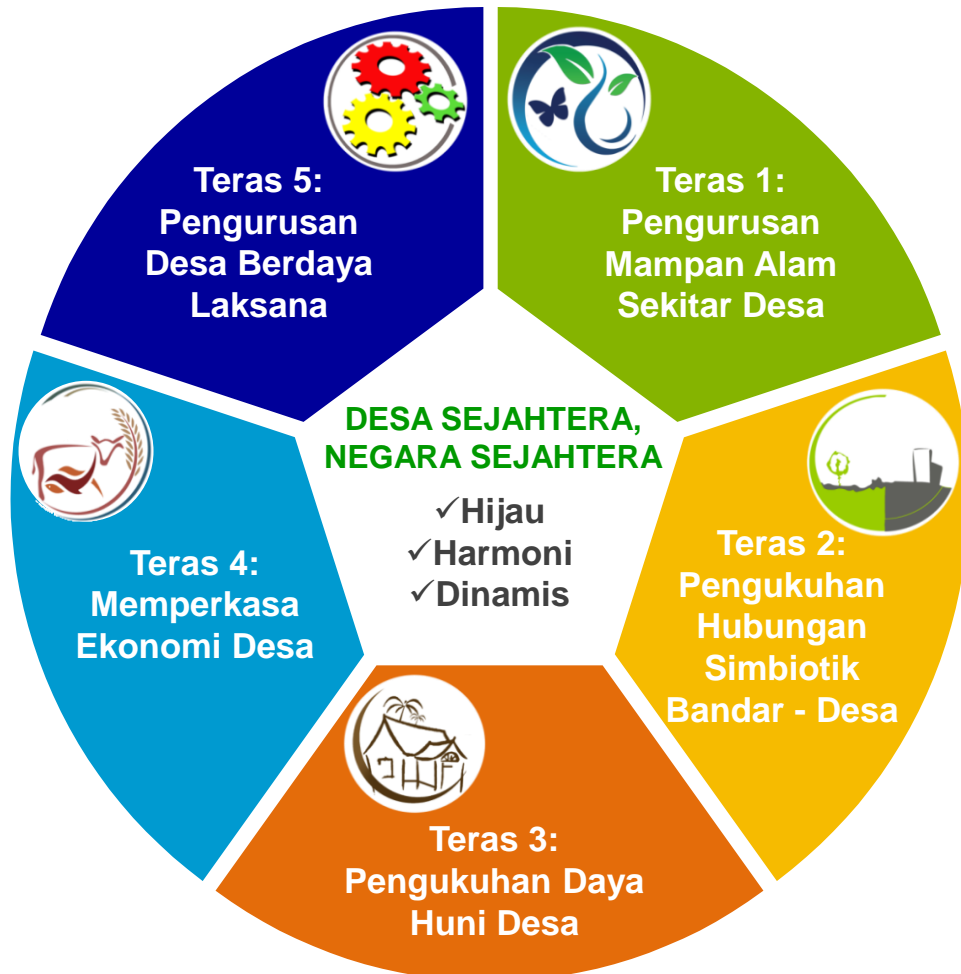 Teras 5:
Pengurusan
Desa Berdaya
Laksana
Teras 1:
Pengurusan
Mampan Alam
Sekitar Desa
DESA SEJAHTERA,
NEGARA SEJAHTERA
✓Hijau
✓Harmoni
✓Dinamis
Teras 4:
Memperkasa
Ekonomi Desa
Teras 2:
Pengukuhan
Hubungan
Simbiotik
Bandar - Desa
Teras 3:
Pengukuhan Daya
Huni Desa